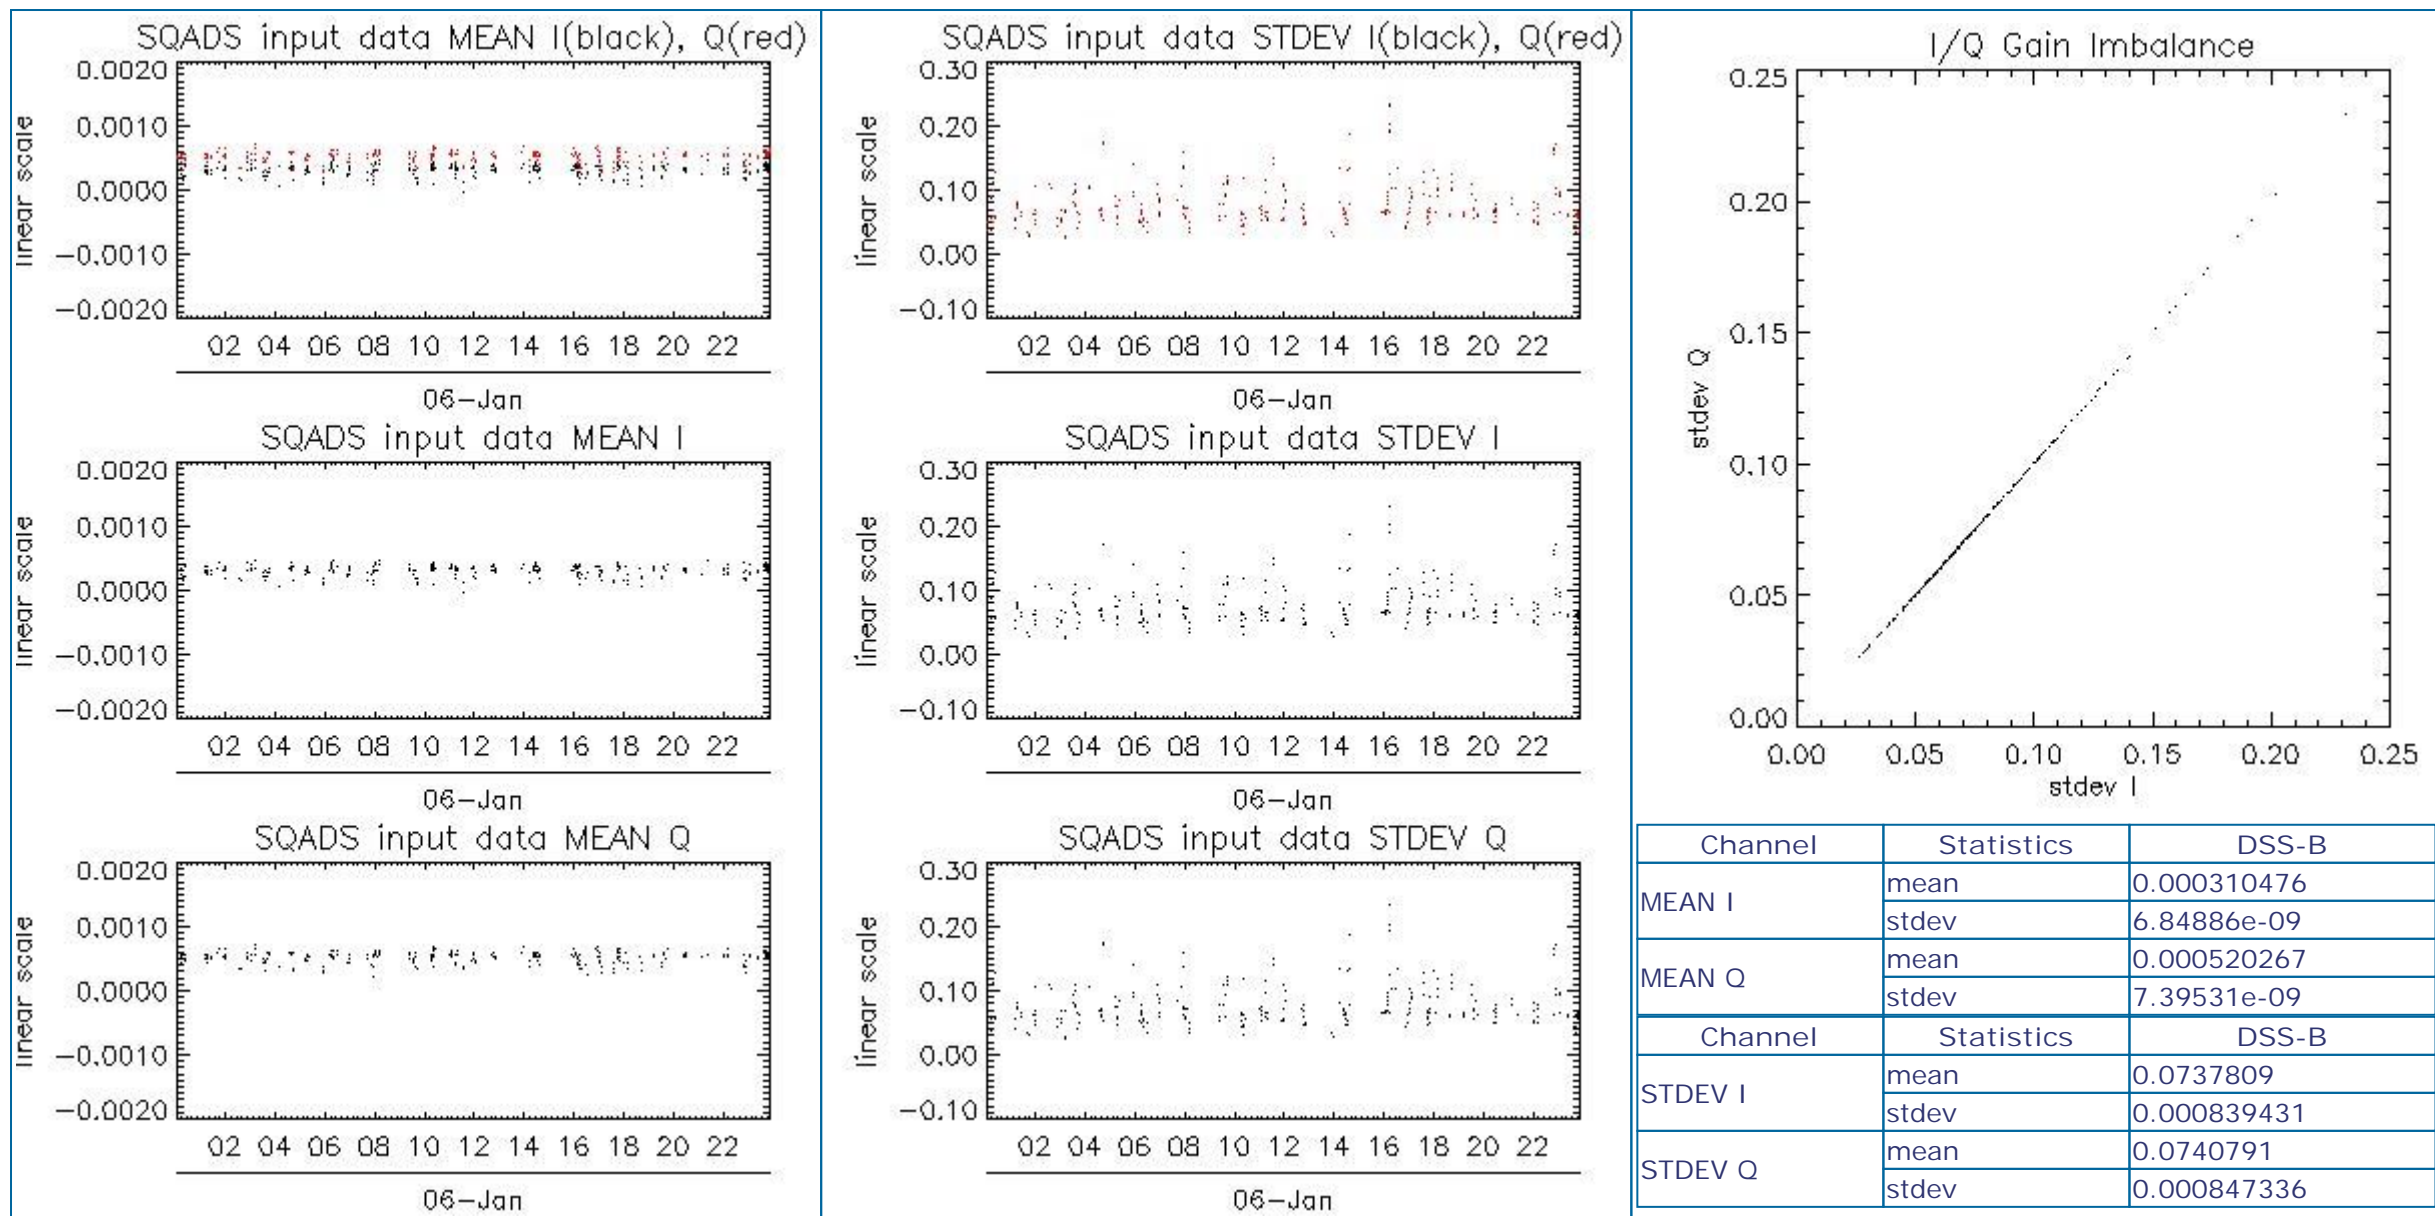 SQADS input data MEAN I(black), Q(red)
linear scale
0.0020
0.0010
0.0000
−0.0010
−0.0020
02 04 06 08 10 12 14 16 18 20 22
06−Jan
SQADS input data MEAN I
linear scale
0.0020
0.0010
0.0000
−0.0010
−0.0020
02 04 06 08 10 12 14 16 18 20 22
06−Jan
SQADS input data MEAN Q
linear scale
0.0020
0.0010
0.0000
−0.0010
−0.0020
02 04 06 08 10 12 14 16 18 20 22
06−Jan
SQADS input data STDEV I(black), Q(red)
linear scale
0.30
0.20
0.10
0.00
−0.10
02 04 06 08 10 12 14 16 18 20 22
06−Jan
SQADS input data STDEV I
linear scale
0.30
0.20
0.10
0.00
−0.10
02 04 06 08 10 12 14 16 18 20 22
06−Jan
SQADS input data STDEV Q
linear scale
0.30
0.20
0.10
0.00
−0.10
02 04 06 08 10 12 14 16 18 20 22
06−Jan
I/Q Gain Imbalance
stdev Q
0.25
0.20
0.15
0.10
0.05
0.00
0.00 0.05 0.10 0.15 0.20 0.25
stdev I
Channel Statistics DSS-B
MEAN I mean 0.000310476
stdev 6.84886e-09
MEAN Q mean 0.000520267
stdev 7.39531e-09
Channel Statistics DSS-B
STDEV I mean 0.0737809
stdev 0.000839431
STDEV Q mean 0.0740791
stdev 0.000847336